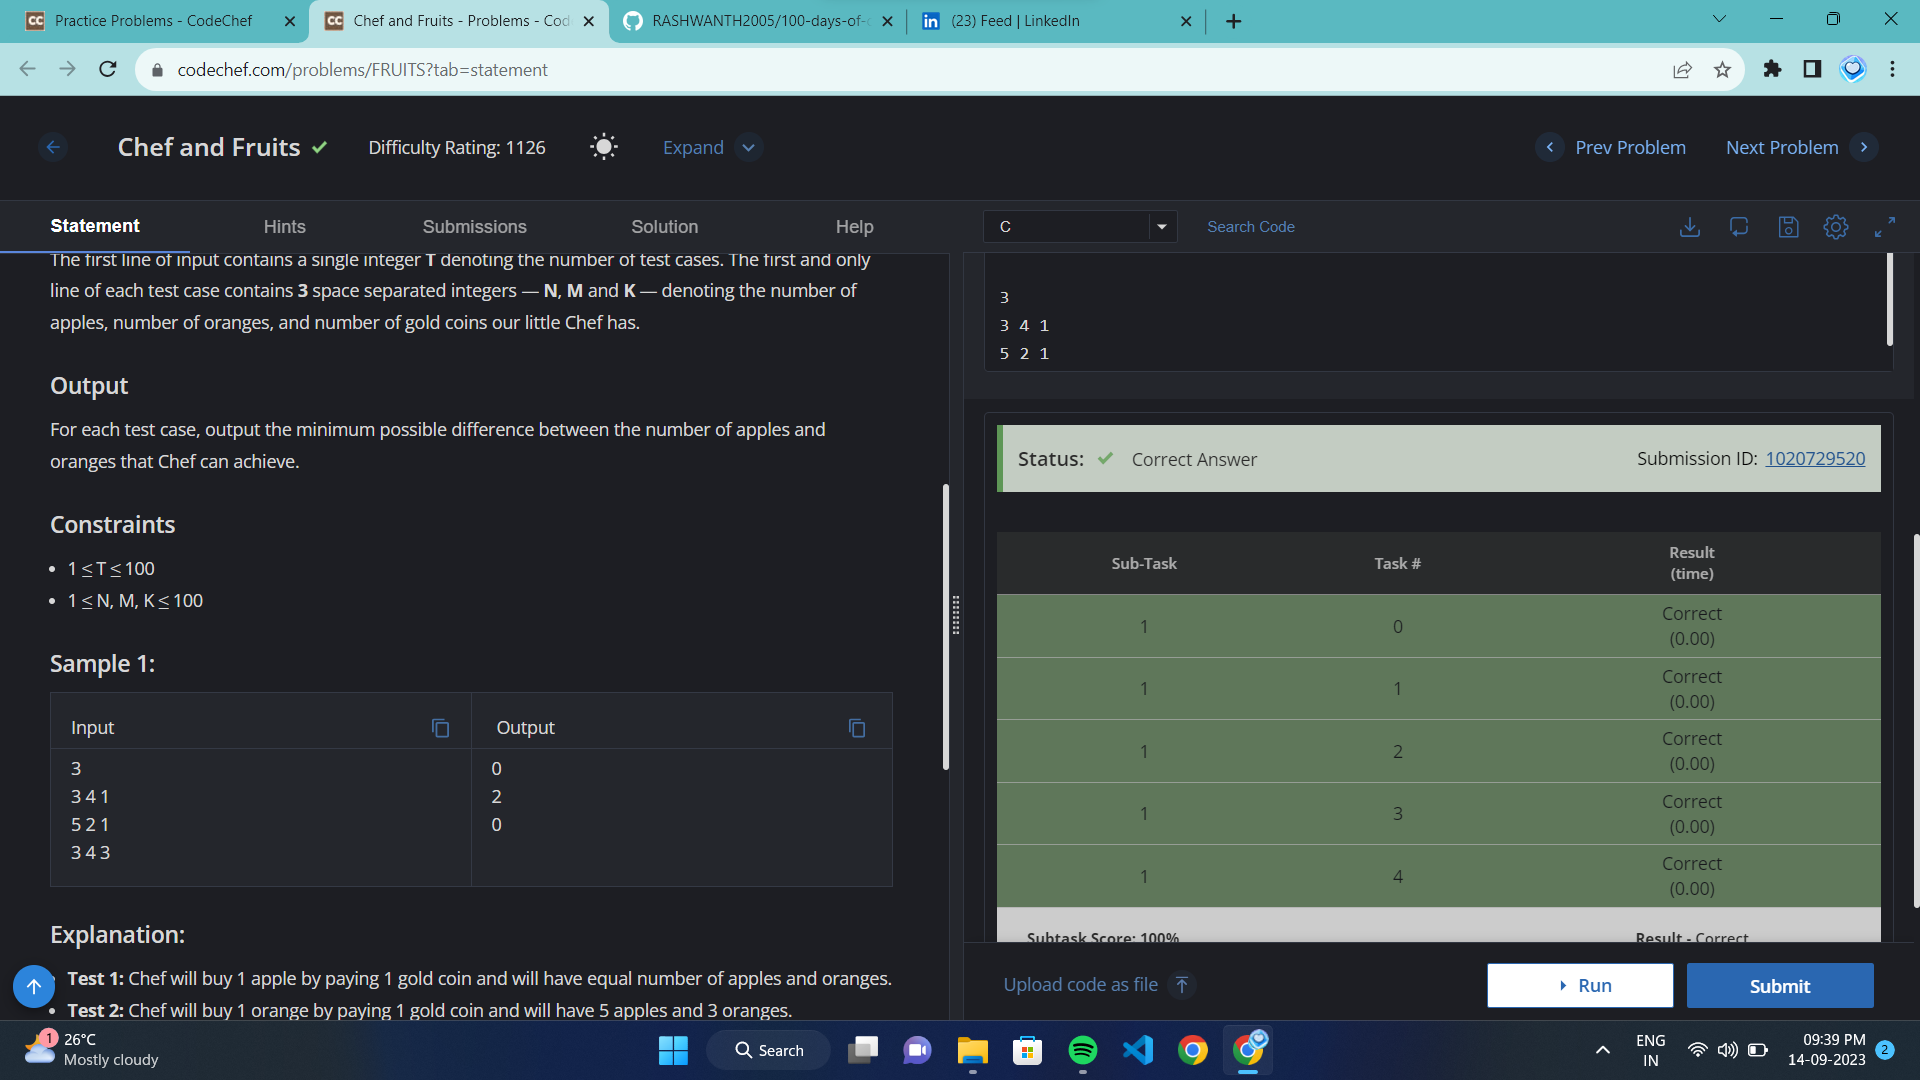 Practice Problems - CodeChef
Chef and Fruits - Problems - Cod
RASHWANTH2005/100-days-of-c
(23) Feed | LinkedIn
codechef.com/problems/FRUITS?tab=statement
Chef and Fruits
Difficulty Rating: 1126
Expand
Prev Problem
Next Problem
Statement
Hints
Submissions
Solution
Help
C
Search Code
The first line of input contains a single integer T denoting the number of test cases. The first and only
line of each test case contains 3 space separated integers — N, M and K — denoting the number of
apples, number of oranges, and number of gold coins our little Chef has.
Output
For each test case, output the minimum possible difference between the number of apples and
oranges that Chef can achieve.
Constraints
• 1 ≤ T ≤ 100
• 1 ≤ N, M, K ≤ 100
Sample 1:
Input
Output
3
3 4 1
5 2 1
3 4 3
0
2
0
Explanation:
Test 1: Chef will buy 1 apple by paying 1 gold coin and will have equal number of apples and oranges.
• Test 2: Chef will buy 1 orange by paying 1 gold coin and will have 5 apples and 3 oranges.
3
3 4 1
5 2 1
Status: Correct Answer
Submission ID: 1020729520
Sub-Task
Task #
Result
(time)
1
0
Correct
(0.00)
1
1
Correct
(0.00)
1
2
Correct
(0.00)
1
3
Correct
(0.00)
1
4
Correct
(0.00)
Subtask Score: 100%
Result - Correct
Upload code as file
Run
Submit
1
26°C
Mostly cloudy
Search
ENG
IN
09:39 PM
14-09-2023
2